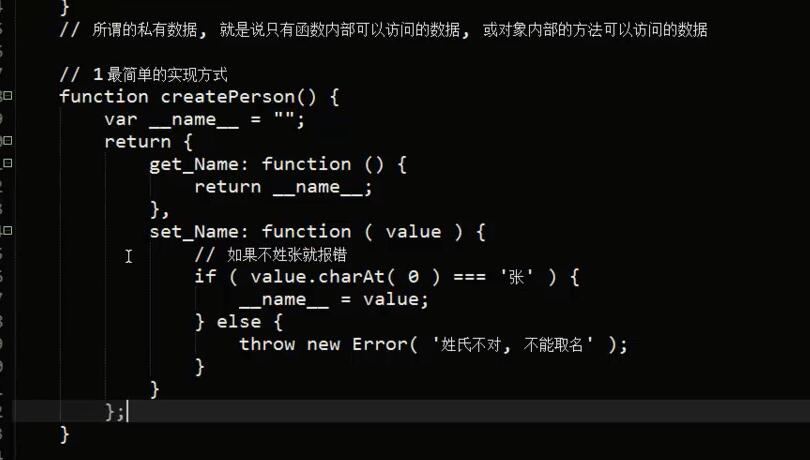 }
// 所谓的私有数据, 就是说只有函数内部可以访问的数据, 或对象内部的方法可以访问的数据
// 1 最简单的实现方式
function createPerson() {
var __name__ = "";
return {
get_Name: function () {
return __name__;
},
set_Name: function ( value ) {
// 如果不姓张就报错
if ( value.charAt( 0 ) === '张' ) {
__name__ = value;
} else {
throw new Error( '姓氏不对, 不能取名' );
}
}
};
}